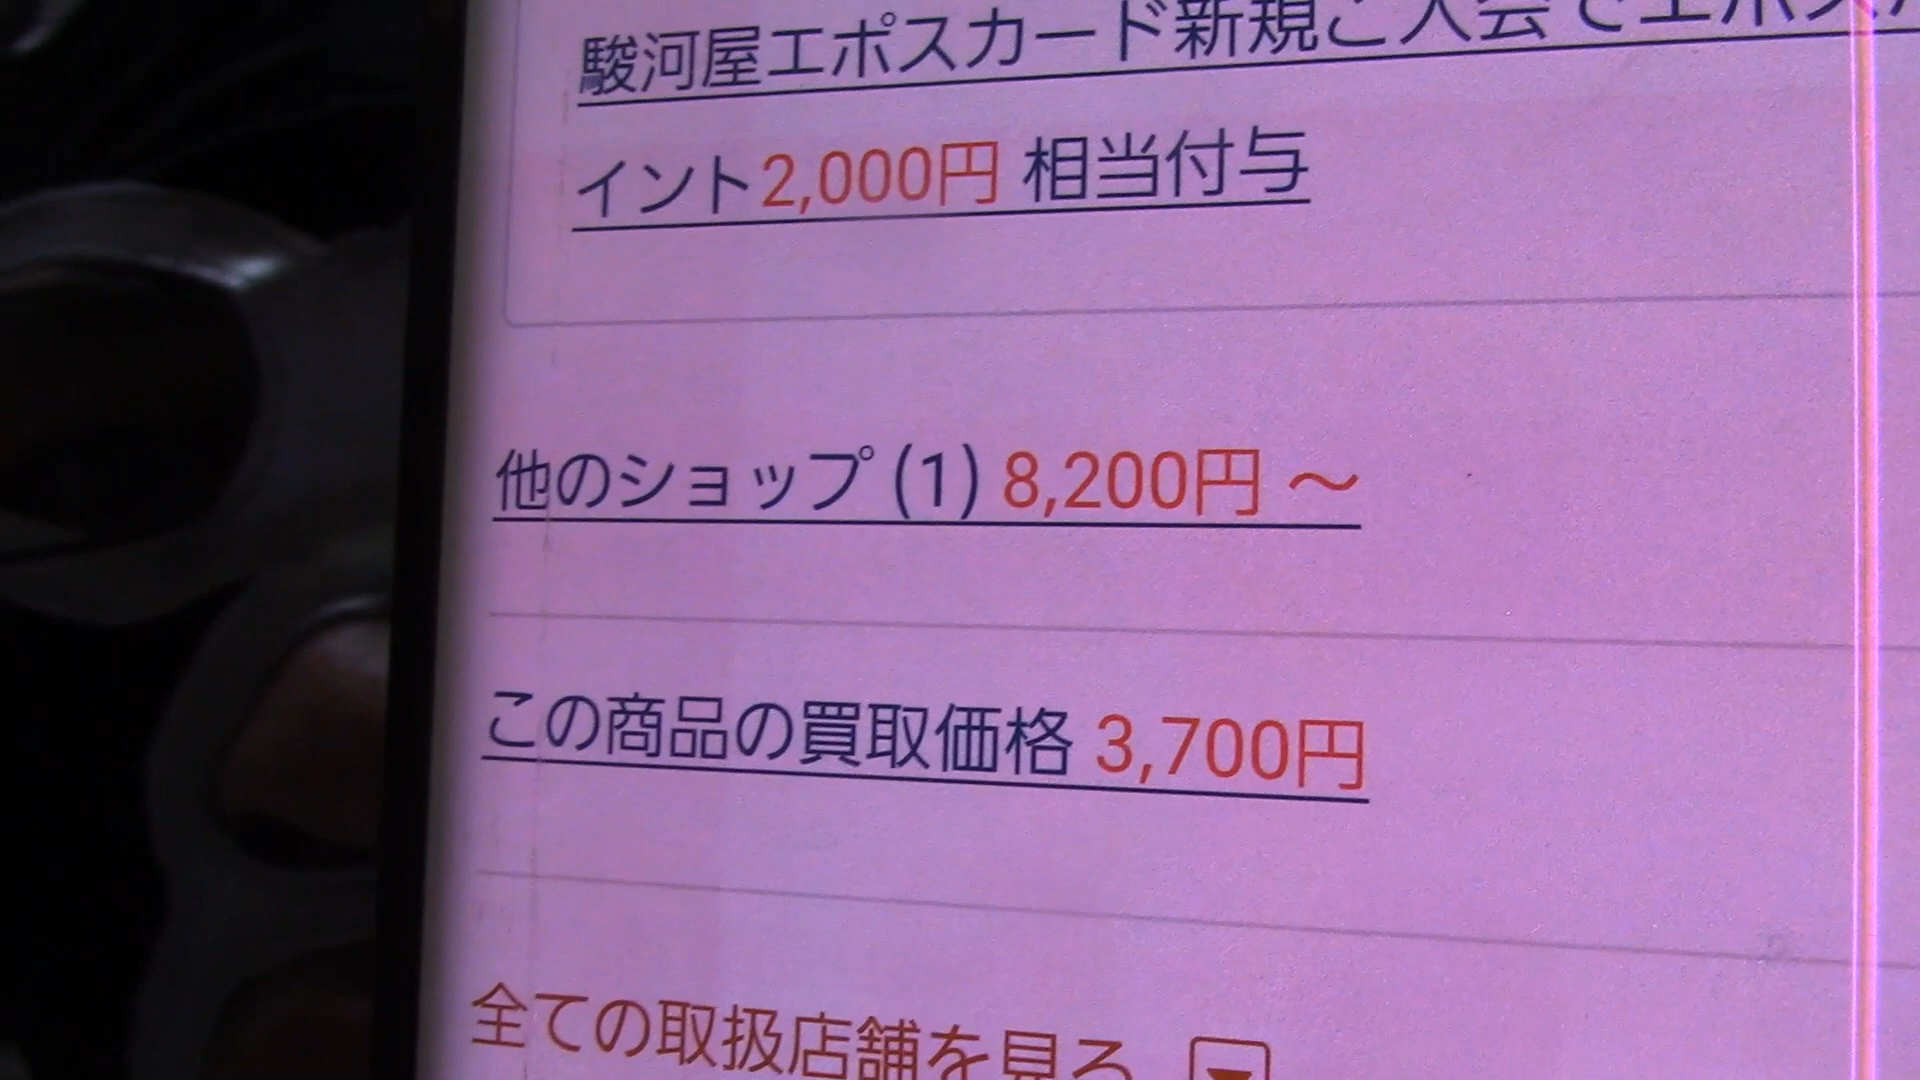 駿河屋エポスカード新規ご入会でエポスポ
イント2,000円 相当付与
他のショップ (1) 8,200円 ～
この商品の買取価格 3,700円
全ての取扱店舗を見る